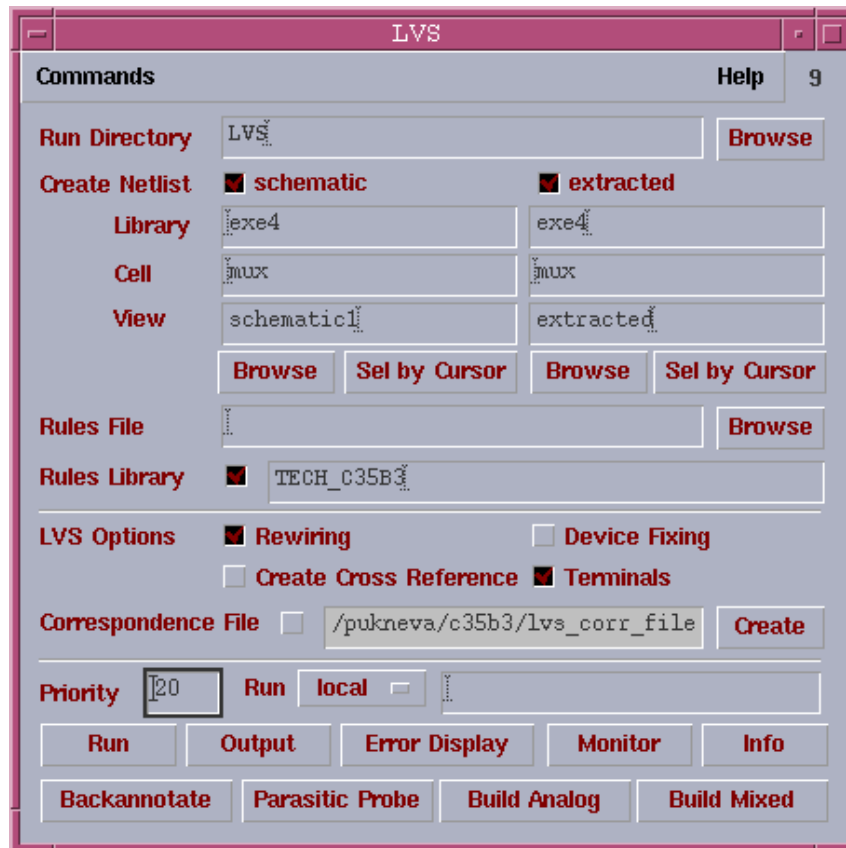 LVS
Commands Help 9
Run Directory LVS Browse
Create Netlist schematic extracted
Library exe4 exe4
Cell mux mux
View schematic1 extracted
Browse Sel by Cursor Browse Sel by Cursor
Rules File Browse
Rules Library TECH_C35B3
LVS Options Rewiring Device Fixing
Create Cross Reference Terminals
Correspondence File /pukneva/c35b3/lvs_corr_file Create
Priority 20 Run local
Run Output Error Display Monitor Info
Backannotate Parasitic Probe Build Analog Build Mixed